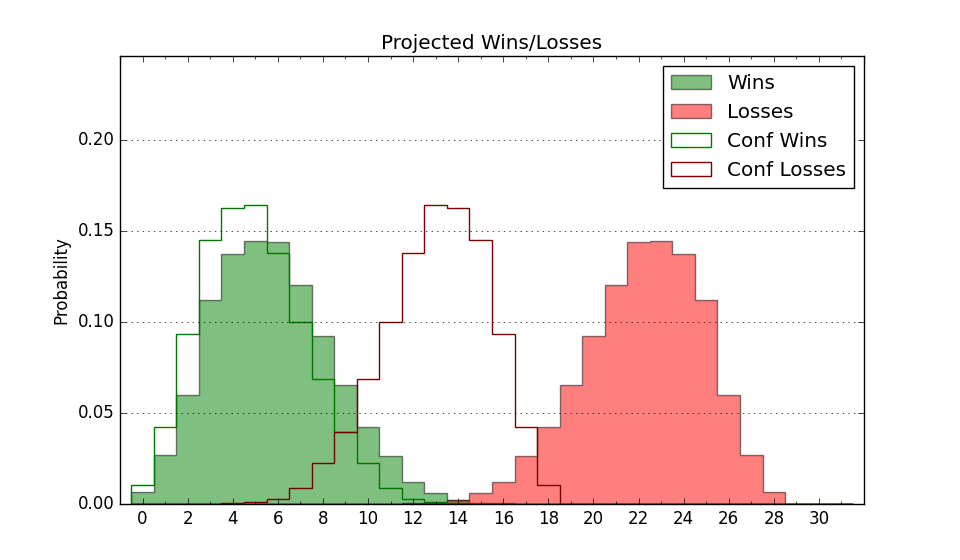 Projected Wins/Losses
Wins
Losses
Conf Wins
Conf Losses
Probability
0.20
0.15
0.10
0.05
0.00
0 2 4 6 8 10 12 14 16 18 20 22 24 26 28 30